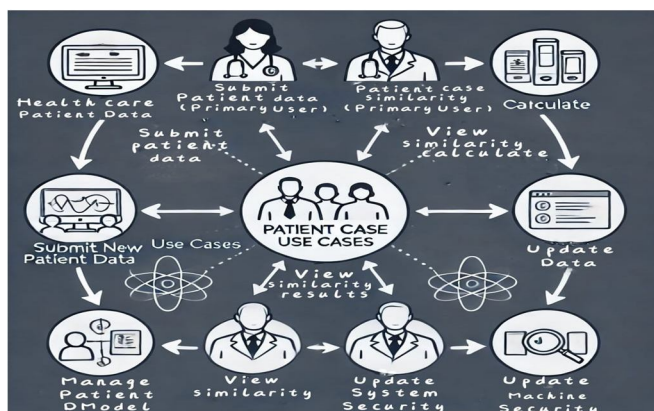 Health care
Patient Data
Submit
Patient data
(Primary User)
Patient case
similarity
(Primary User)
Calculate
Submit
patient
data
View
similarity
calculate
PATIENT CASE
USE CASES
Submit New
Patient Data
Use Cases
Update
Data
View
similarity
results
Manage
Patient
DModel
View
similarity
Update
System
Security
Update
Machine
Security